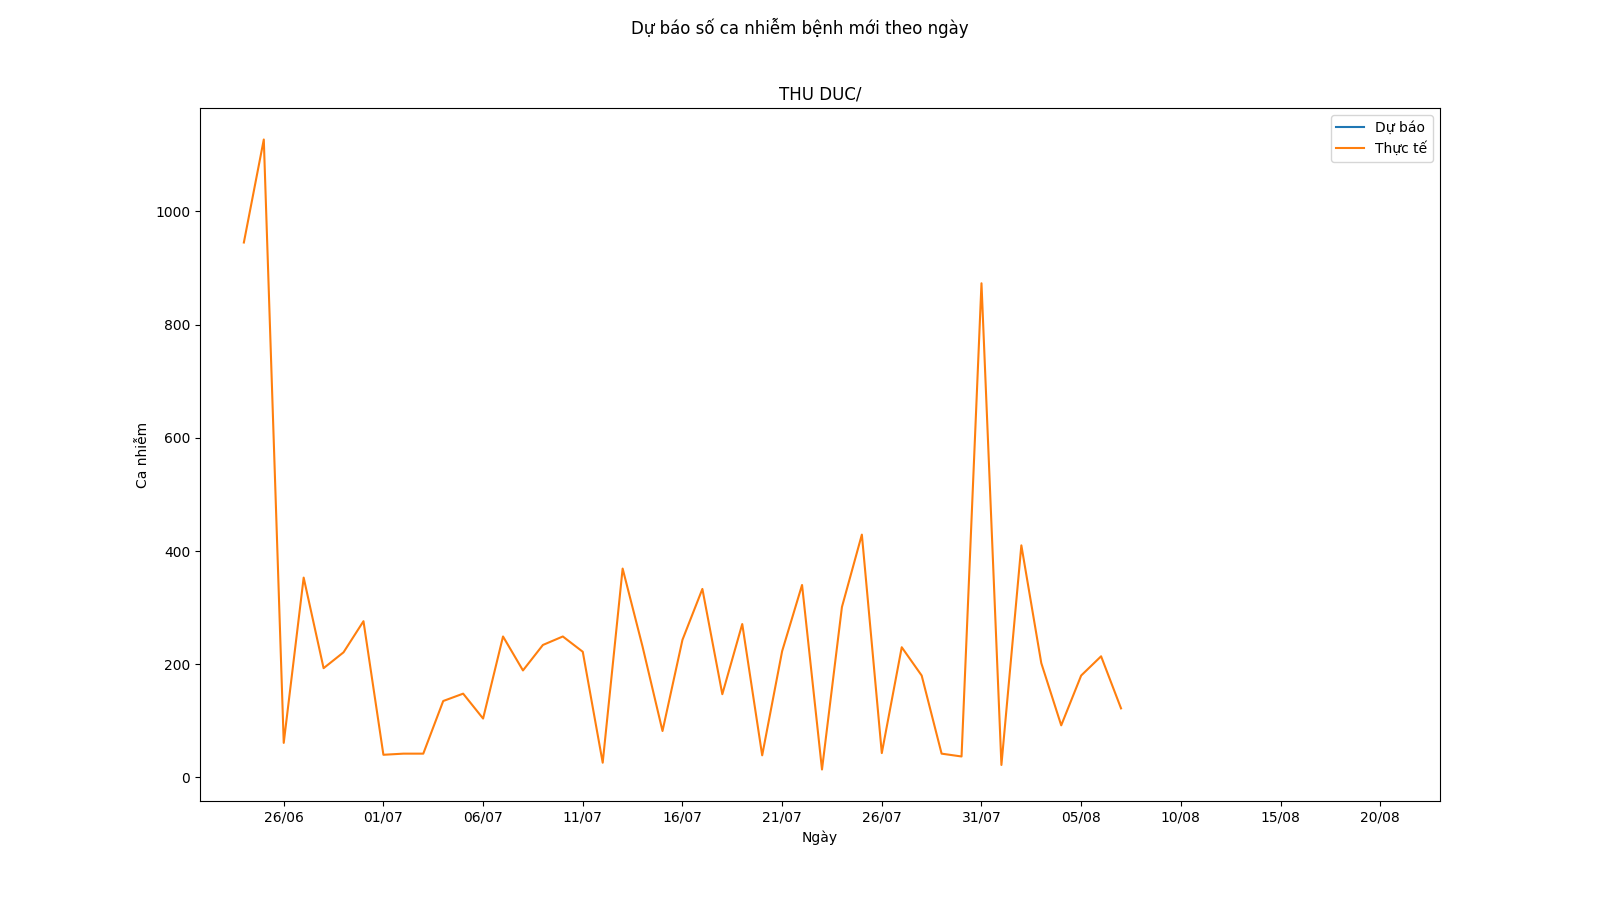 Dự báo số ca nhiễm bệnh mới theo ngày
THU DUC/
Dự báo
Thực tế
1000
800
600
400
200
0
Ca nhiễm
26/06 01/07 06/07 11/07 16/07 21/07 26/07 31/07 05/08 10/08 15/08 20/08
Ngày